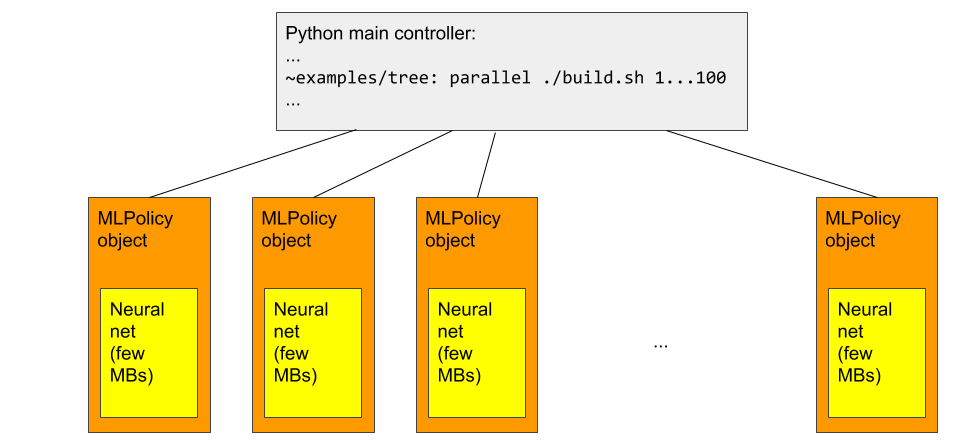 Python main controller:
...
~examples/tree: parallel ./build.sh 1...100
...
MLPolicy
object
Neural
net
(few
MBs)
MLPolicy
object
Neural
net
(few
MBs)
MLPolicy
object
Neural
net
(few
MBs)
...
MLPolicy
object
Neural
net
(few
MBs)